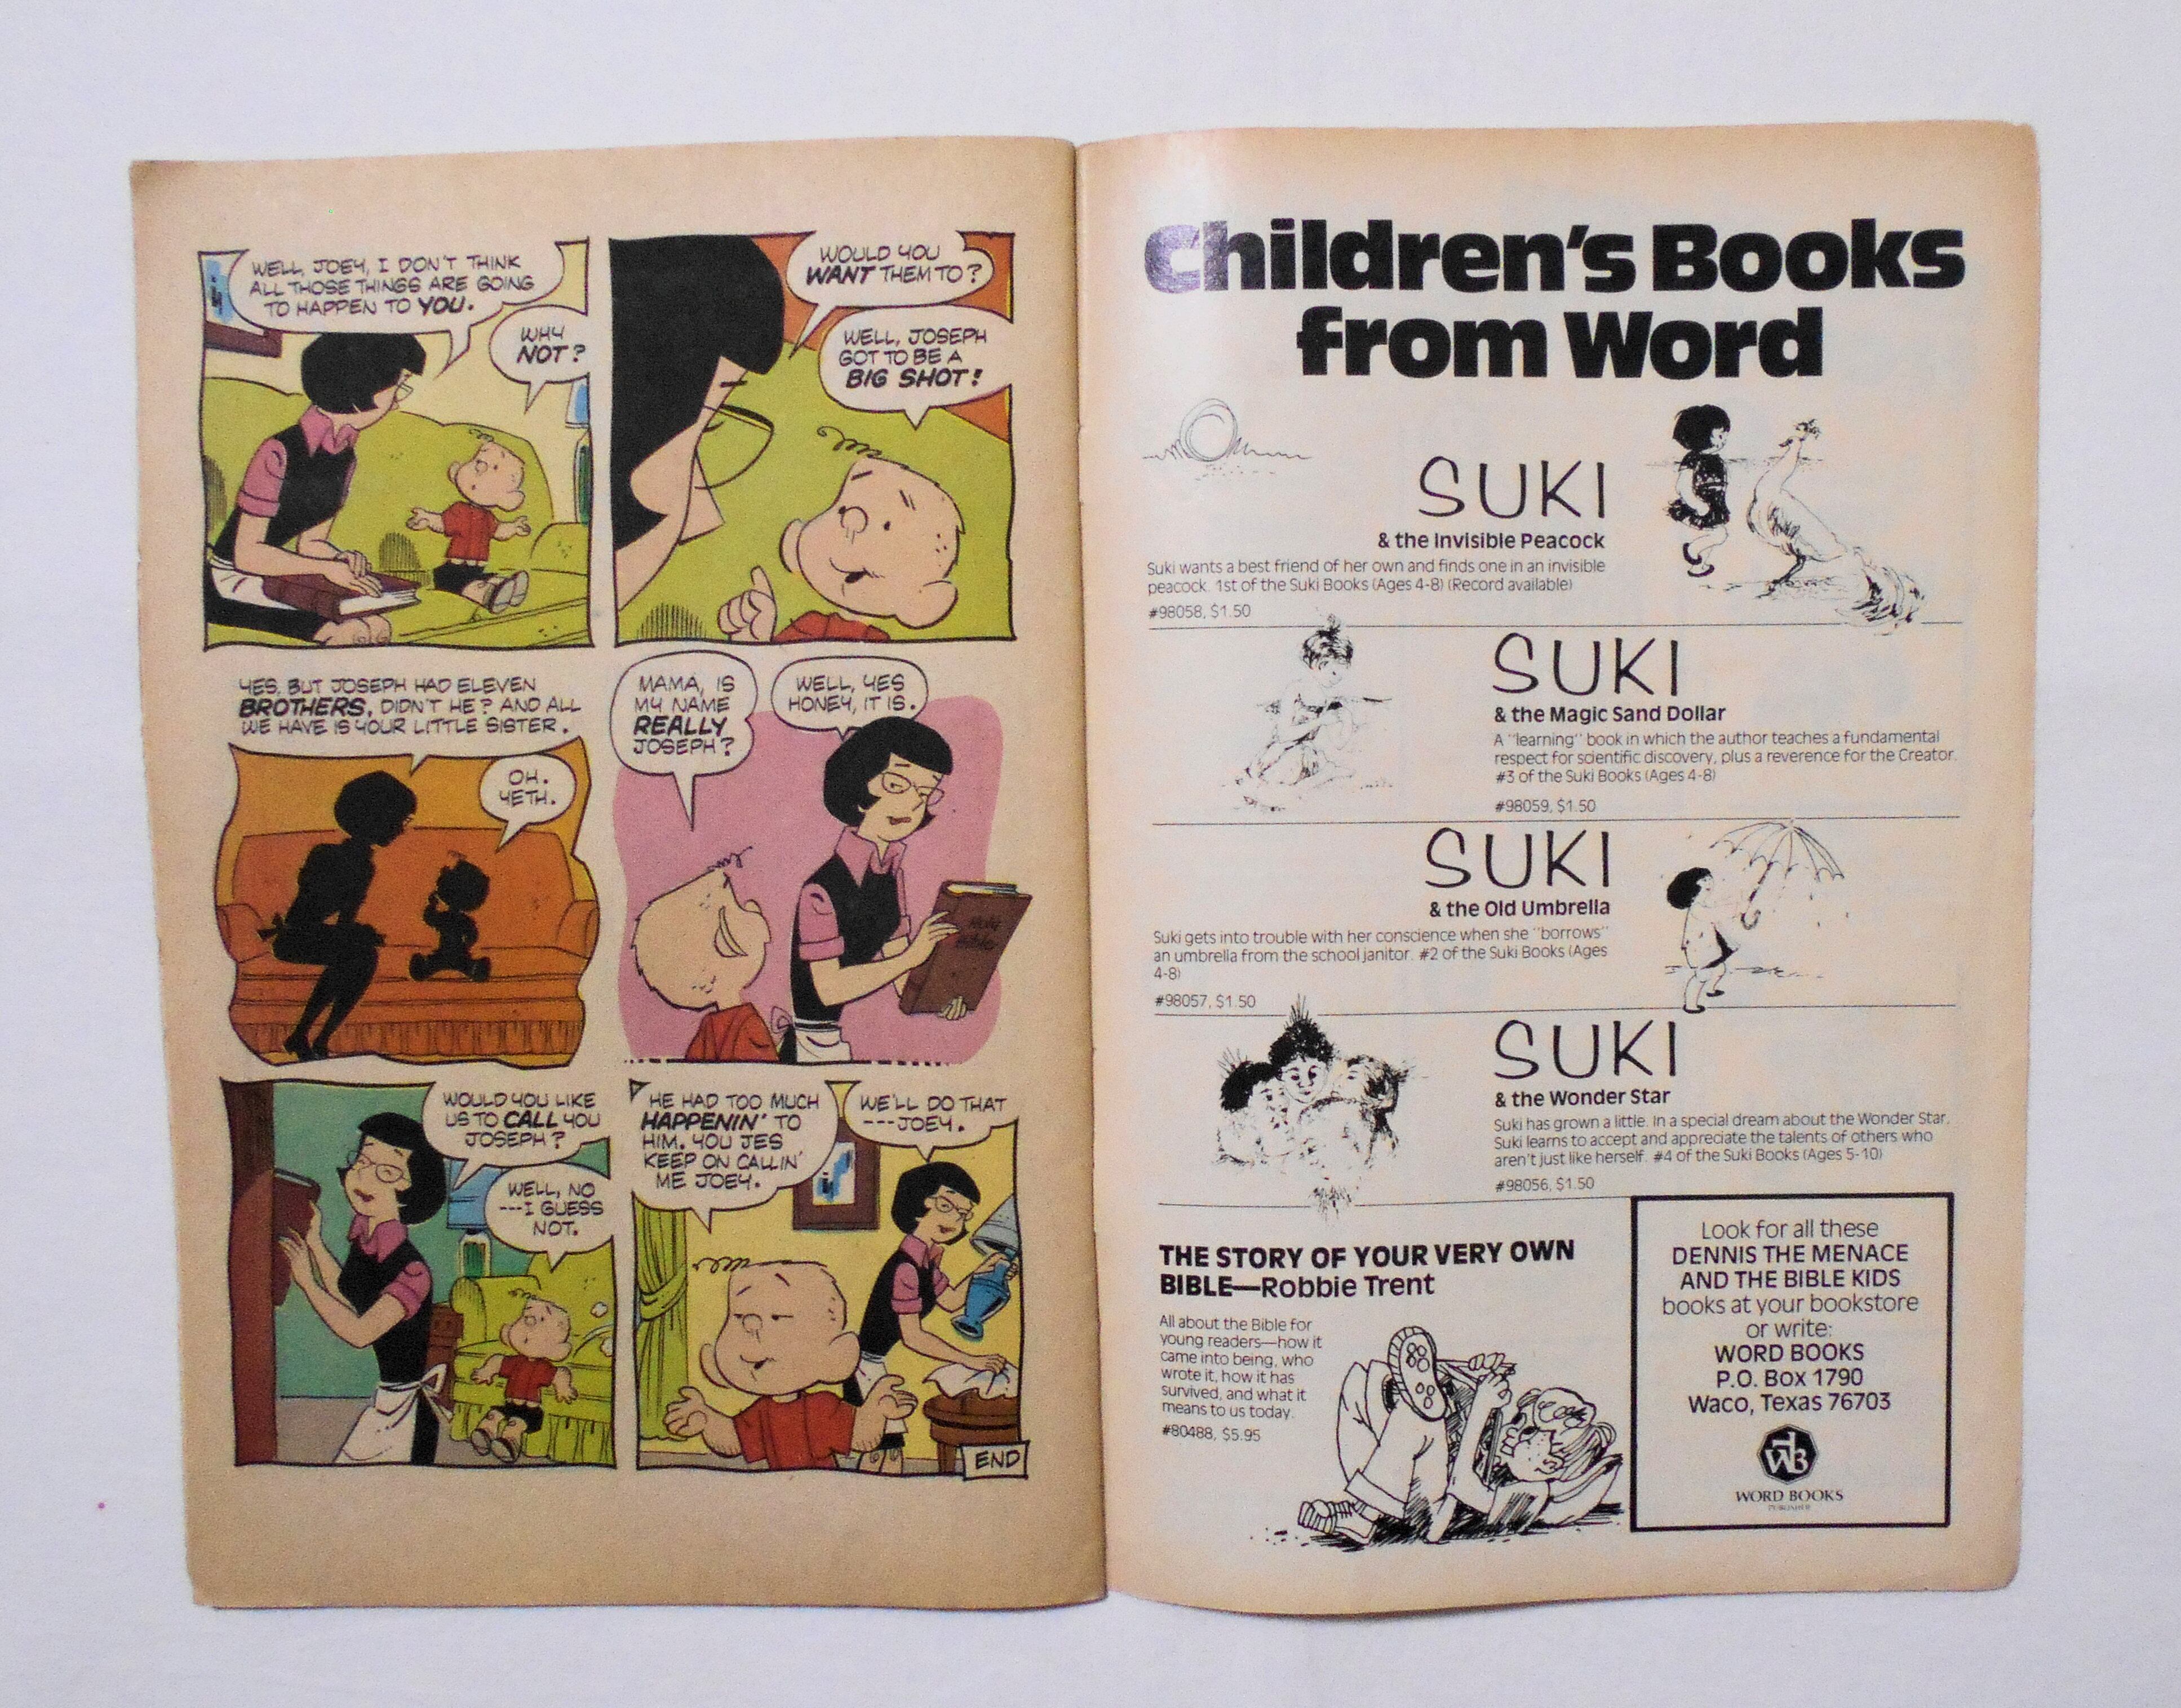 WELL, JOEY, I DON'T THINK
ALL THOSE THINGS ARE GOING
TO HAPPEN TO YOU.
WHY
NOT?
WOULD YOU
WANT THEM TO?
WELL, JOSEPH
GOT TO BE A
BIG SHOT!
YES, BUT JOSEPH HAD ELEVEN
BROTHERS, DIDN'T HE? AND ALL
WE HAVE IS YOUR LITTLE SISTER.
OH.
YETH.
MAMA, IS
MY NAME
REALLY
JOSEPH?
WELL, YES
HONEY, IT IS.
Holy
Bible
WOULD YOU LIKE
US TO CALL YOU
JOSEPH?
WELL, NO
---I GUESS
NOT.
HE HAD TOO MUCH
HAPPENIN' TO
HIM. YOU JES
KEEP ON CALLIN'
ME JOEY.
WE'LL DO THAT
---JOEY.
END
Children's Books
from Word
SUKI
& the Invisible Peacock
Suki wants a best friend of her own and finds one in an invisible
peacock. 1st of the Suki Books (Ages 4-8) (Record available)
#98058, $1.50
SUKI
& the Magic Sand Dollar
A "learning" book in which the author teaches a fundamental
respect for scientific discovery, plus a reverence for the Creator.
#3 of the Suki Books (Ages 4-8)
#98059, $1.50
SUKI
& the Old Umbrella
Suki gets into trouble with her conscience when she "borrows"
an umbrella from the school janitor. #2 of the Suki Books (Ages
4-8)
#98057, $1.50
SUKI
& the Wonder Star
Suki has grown a little. In a special dream about the Wonder Star,
Suki learns to accept and appreciate the talents of others who
aren't just like herself. #4 of the Suki Books (Ages 5-10)
#98056, $1.50
THE STORY OF YOUR VERY OWN
BIBLE—Robbie Trent
All about the Bible for
young readers—how it
came into being, who
wrote it, how it has
survived, and what it
means to us today.
#80488, $5.95
Look for all these
DENNIS THE MENACE
AND THE BIBLE KIDS
books at your bookstore
or write:
WORD BOOKS
P.O. Box 1790
Waco, Texas 76703
WORD BOOKS
PUBLISHER